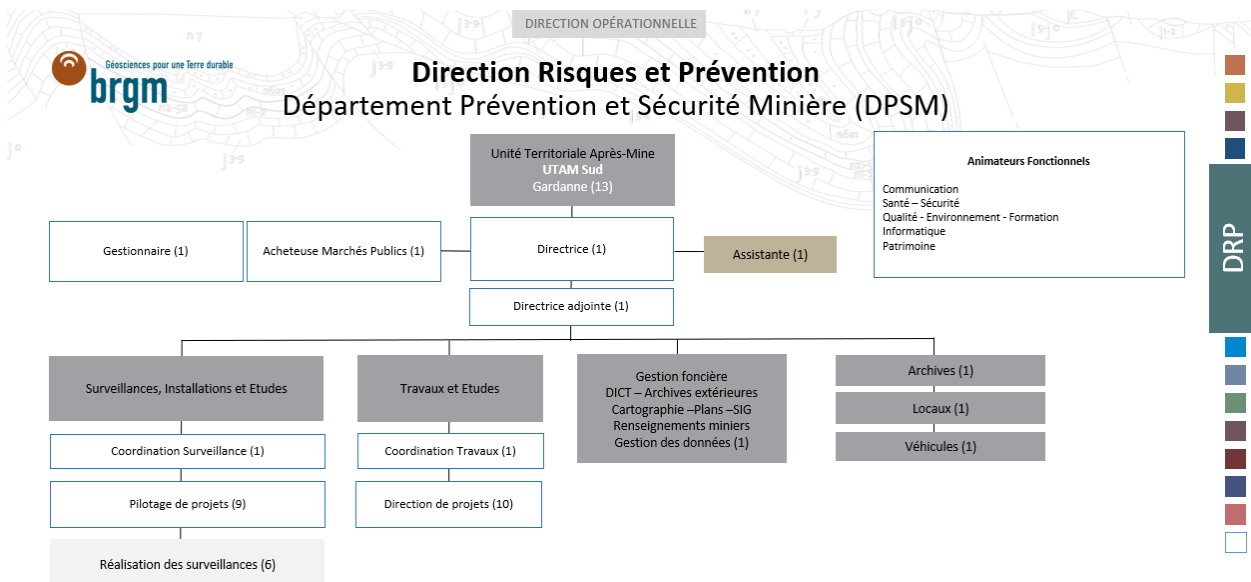 DIRECTION OPÉRATIONNELLE
Géosciences pour une Terre durable
brgm
Direction Risques et Prévention
Département Prévention et Sécurité Minière (DPSM)
Unité Territoriale Après-Mine
UTAM Sud
Gardanne (13)
Animateurs Fonctionnels
Communication
Santé – Sécurité
Qualité - Environnement - Formation
Informatique
Patrimoine
DRP
Gestionnaire (1)
Acheteuse Marchés Publics (1)
Directrice (1)
Assistante (1)
Directrice adjointe (1)
Surveillances, Installations et Etudes
Coordination Surveillance (1)
Pilotage de projets (9)
Réalisation des surveillances (6)
Travaux et Etudes
Coordination Travaux (1)
Direction de projets (10)
Gestion foncière
DICT – Archives extérieures
Cartographie –Plans –SIG
Renseignements miniers
Gestion des données (1)
Archives (1)
Locaux (1)
Véhicules (1)